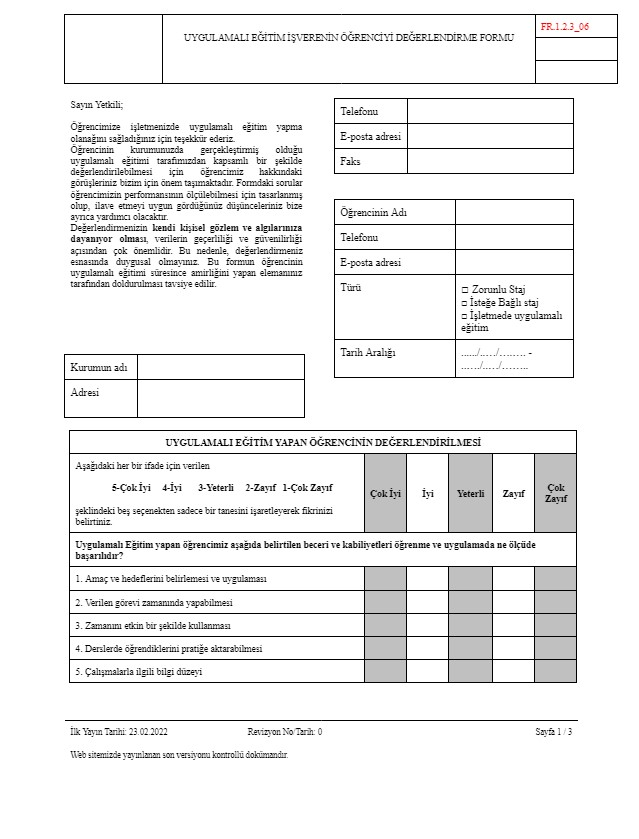 UYGULAMALI EĞİTİM İŞVERENİN ÖĞRENCİYİ DEĞERLENDİRME FORMU
FR.1.2.3_06
Sayın Yetkili;
Öğrencimize işletmenizde uygulamalı eğitim yapma
olanağını sağladığınız için teşekkür ederiz.
Öğrencinin kurumunuzda gerçekleştirmiş olduğu
uygulamalı eğitimi tarafımızdan kapsamlı bir şekilde
değerlendirilebilmesi için öğrencimiz hakkındaki
görüşleriniz bizim için önem taşımaktadır. Formdaki sorular
öğrencimizin performansının ölçülebilmesi için tasarlanmış
olup, ilave etmeyi uygun gördüğünüz düşünceleriniz bize
ayrıca yardımcı olacaktır.
Değerlendirmenizin kendi kişisel gözlem ve algılarınıza
dayanıyor olması, verilerin geçerliliği ve güvenilirliği
açısından çok önemlidir. Bu nedenle, değerlendirmeniz
esnasında duygusal olmayınız. Bu formun öğrencinin
uygulamalı eğitimi süresince amirliğini yapan elemanınız
tarafından doldurulması tavsiye edilir.
Kurumun adı
Adresi
Telefonu
E-posta adresi
Faks
Öğrencinin Adı
Telefonu
E-posta adresi
Türü
□ Zorunlu Staj
□ İsteğe Bağlı staj
□ İşletmede uygulamalı
eğitim
Tarih Aralığı
....../...../........ -
....../...../........
UYGULAMALI EĞİTİM YAPAN ÖĞRENCİNİN DEĞERLENDİRİLMESİ
Aşağıdaki her bir ifade için verilen
5-Çok İyi 4-İyi 3-Yeterli 2-Zayıf 1-Çok Zayıf
şeklindeki beş seçenekten sadece bir tanesini işaretleyerek fikrinizi
belirtiniz.
Çok İyi İyi Yeterli Zayıf Çok
Zayıf
Uygulamalı Eğitim yapan öğrencimiz aşağıda belirtilen beceri ve kabiliyetleri öğrenme ve uygulamada ne ölçüde
başarılıdır?
1. Amaç ve hedeflerini belirlemesi ve uygulaması
2. Verilen görevi zamanında yapabilmesi
3. Zamanını etkin bir şekilde kullanması
4. Derslerde öğrendiklerini pratiğe aktarabilmesi
5. Çalışmalarla ilgili bilgi düzeyi
İlk Yayın Tarihi: 23.02.2022 Revizyon No/Tarih: 0 Sayfa 1 / 3
Web sitemizde yayınlanan son versiyonu kontrollü dokümandır.